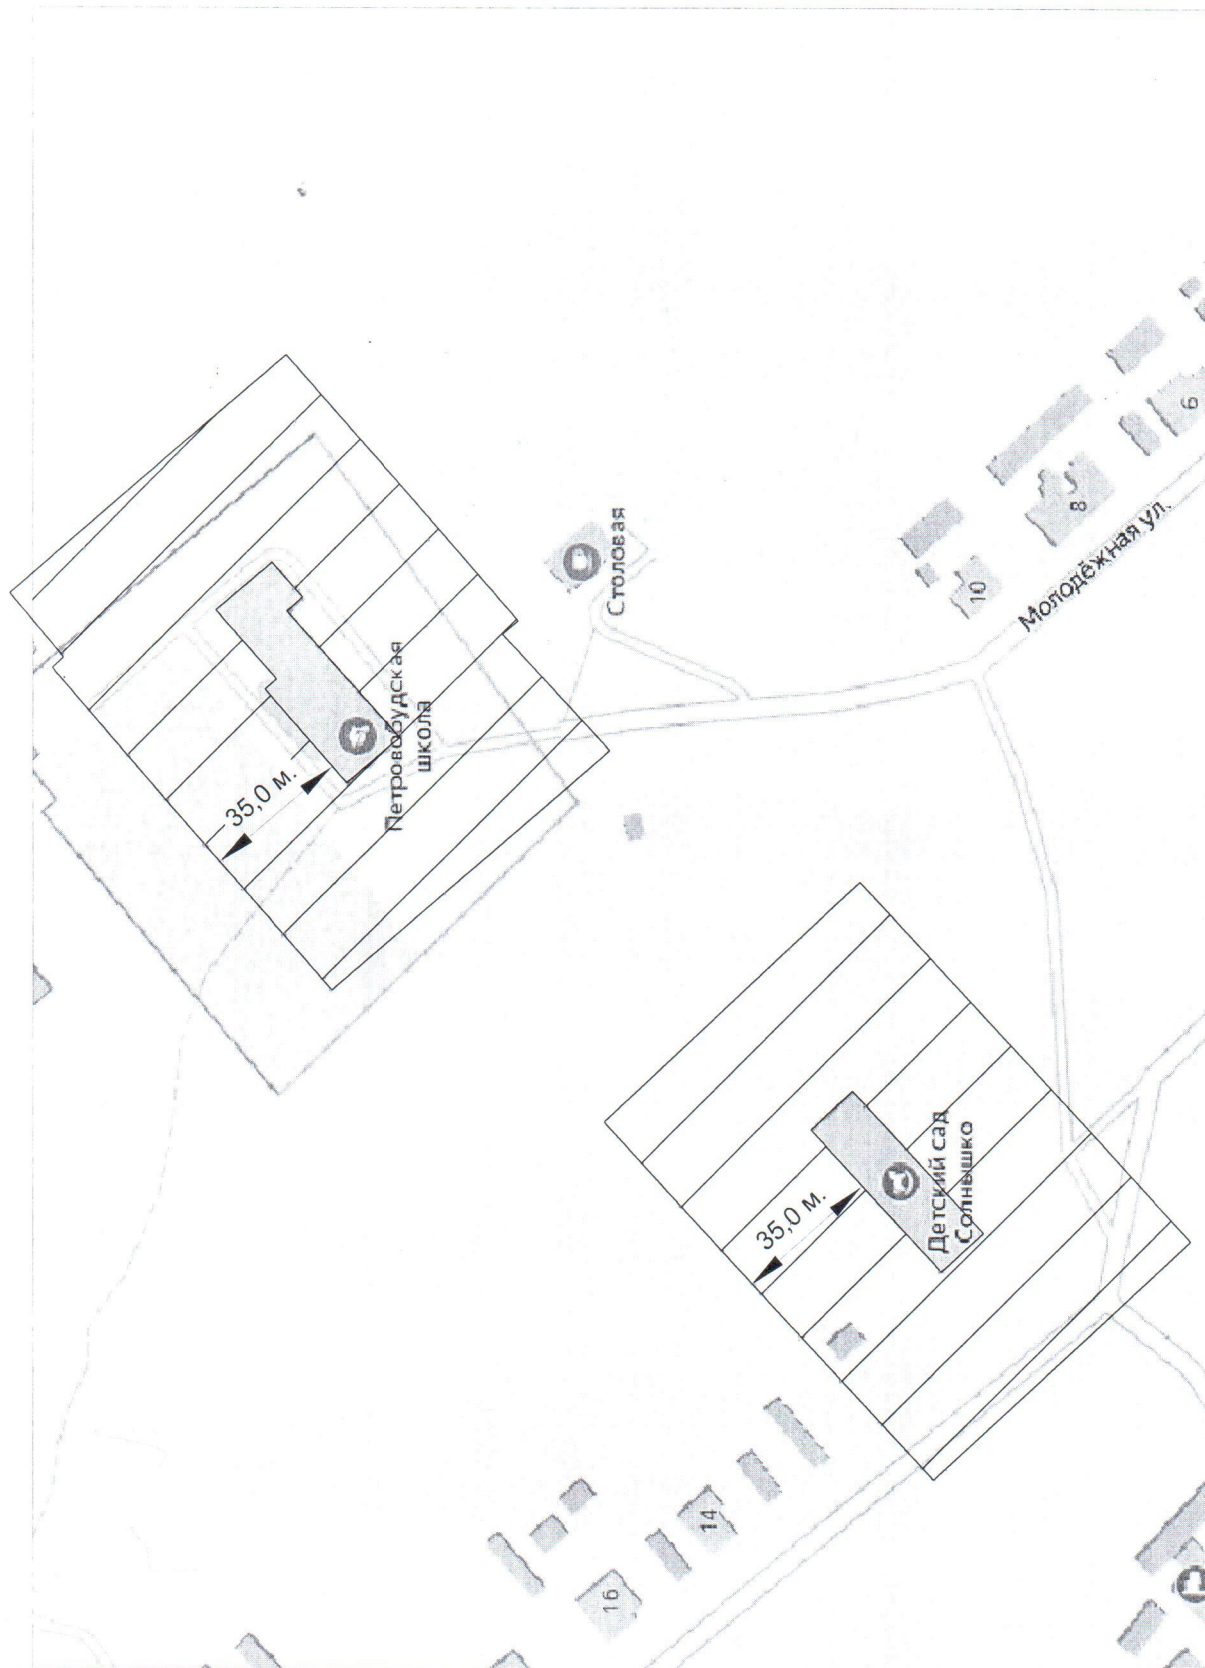 35,0 м.
Петровобудская
школа
Столовая
10
8
6
Молодёжная ул.
35,0 м.
Детский сад
Солнышко
14
16